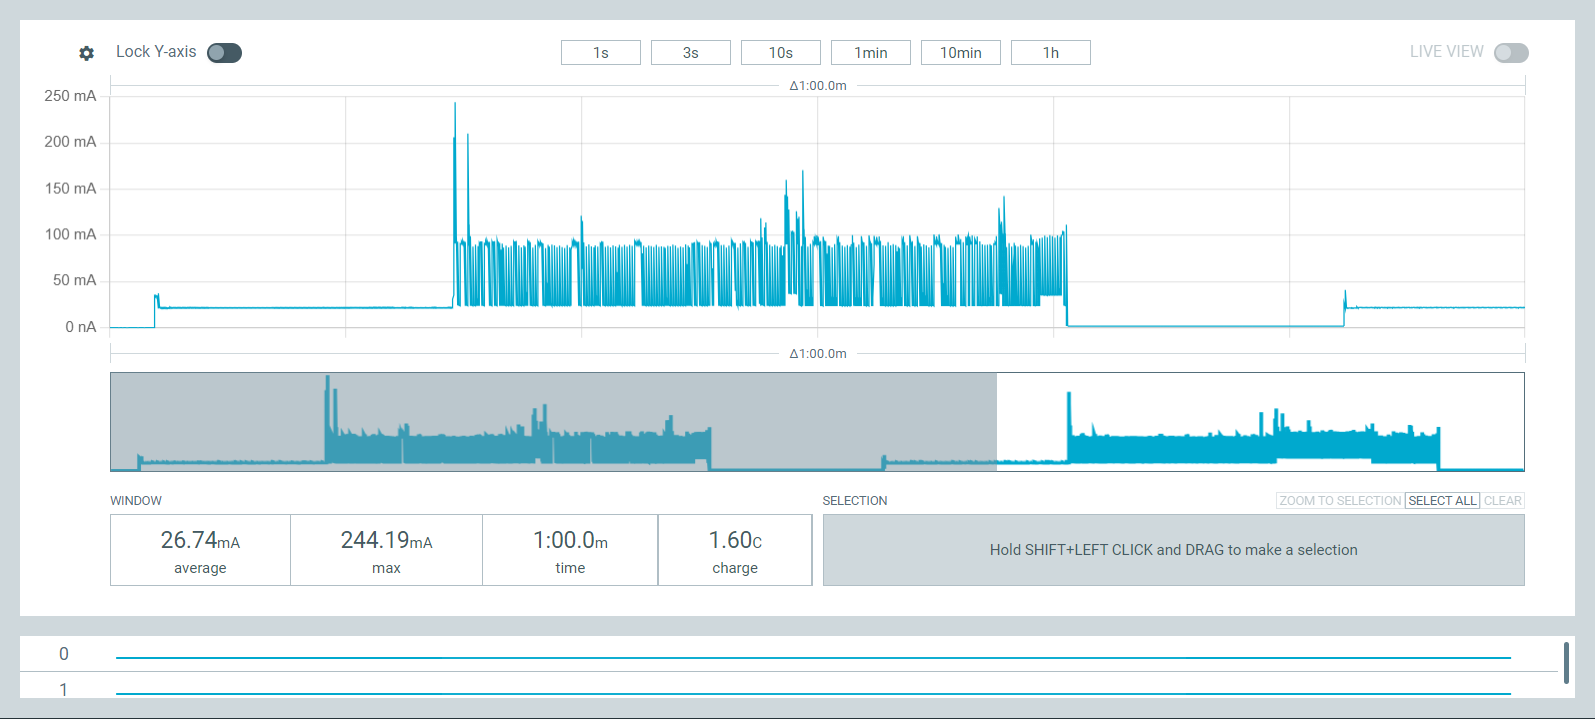 Lock Y-axis 1s 3s 10s 1min 10min 1h LIVE VIEW
Δ1:00.0m
250 mA
200 mA
150 mA
100 mA
50 mA
0 nA
Δ1:00.0m
WINDOW SELECTION ZOOM TO SELECTION SELECT ALL CLEAR
26.74mA 244.19mA 1:00.0m 1.60C
average max time charge
Hold SHIFT+LEFT CLICK and DRAG to make a selection
0
1